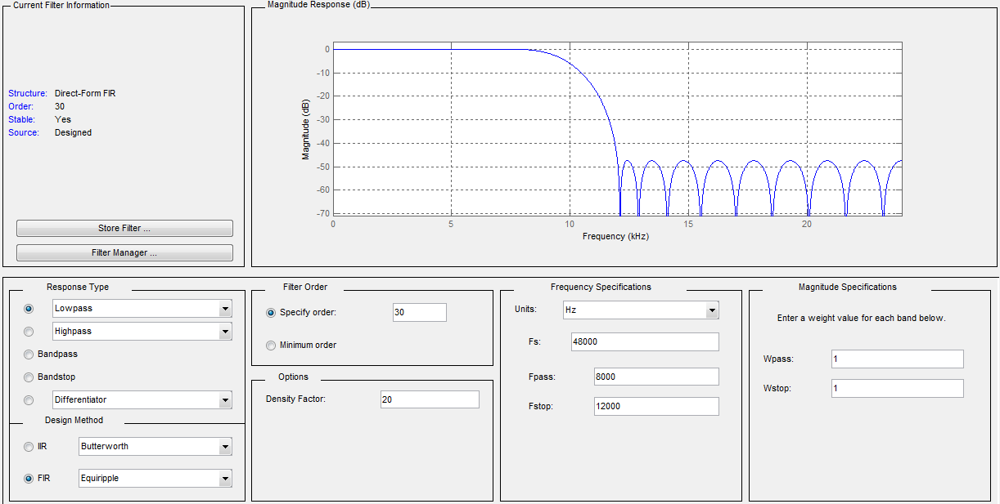 Current Filter Information
Structure: Direct-Form FIR
Order: 30
Stable: Yes
Source: Designed
Store Filter ...
Filter Manager ...
Magnitude Response (dB)
Magnitude (dB)
0
-10
-20
-30
-40
-50
-60
-70
0 5 10 15 20
Frequency (kHz)
Response Type
Lowpass
Highpass
Bandpass
Bandstop
Differentiator
Design Method
IIR Butterworth
FIR Equiripple
Filter Order
Specify order: 30
Minimum order
Options
Density Factor: 20
Frequency Specifications
Units: Hz
Fs: 48000
Fpass: 8000
Fstop: 12000
Magnitude Specifications
Enter a weight value for each band below.
Wpass: 1
Wstop: 1